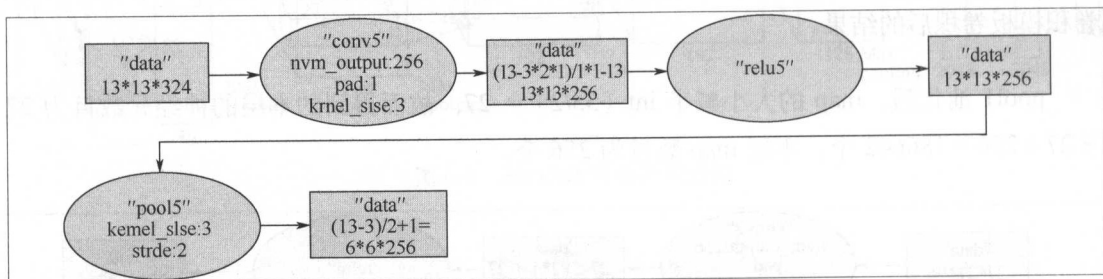 "data"
13*13*324
"conv5"
nvm_output:256
pad:1
krnel_sise:3
"data"
(13-3*2*1)/1*1-13
13*13*256
"relu5"
"data"
13*13*256
"pool5"
kemel_slse:3
strde:2
"data"
(13-3)/2+1=
6*6*256